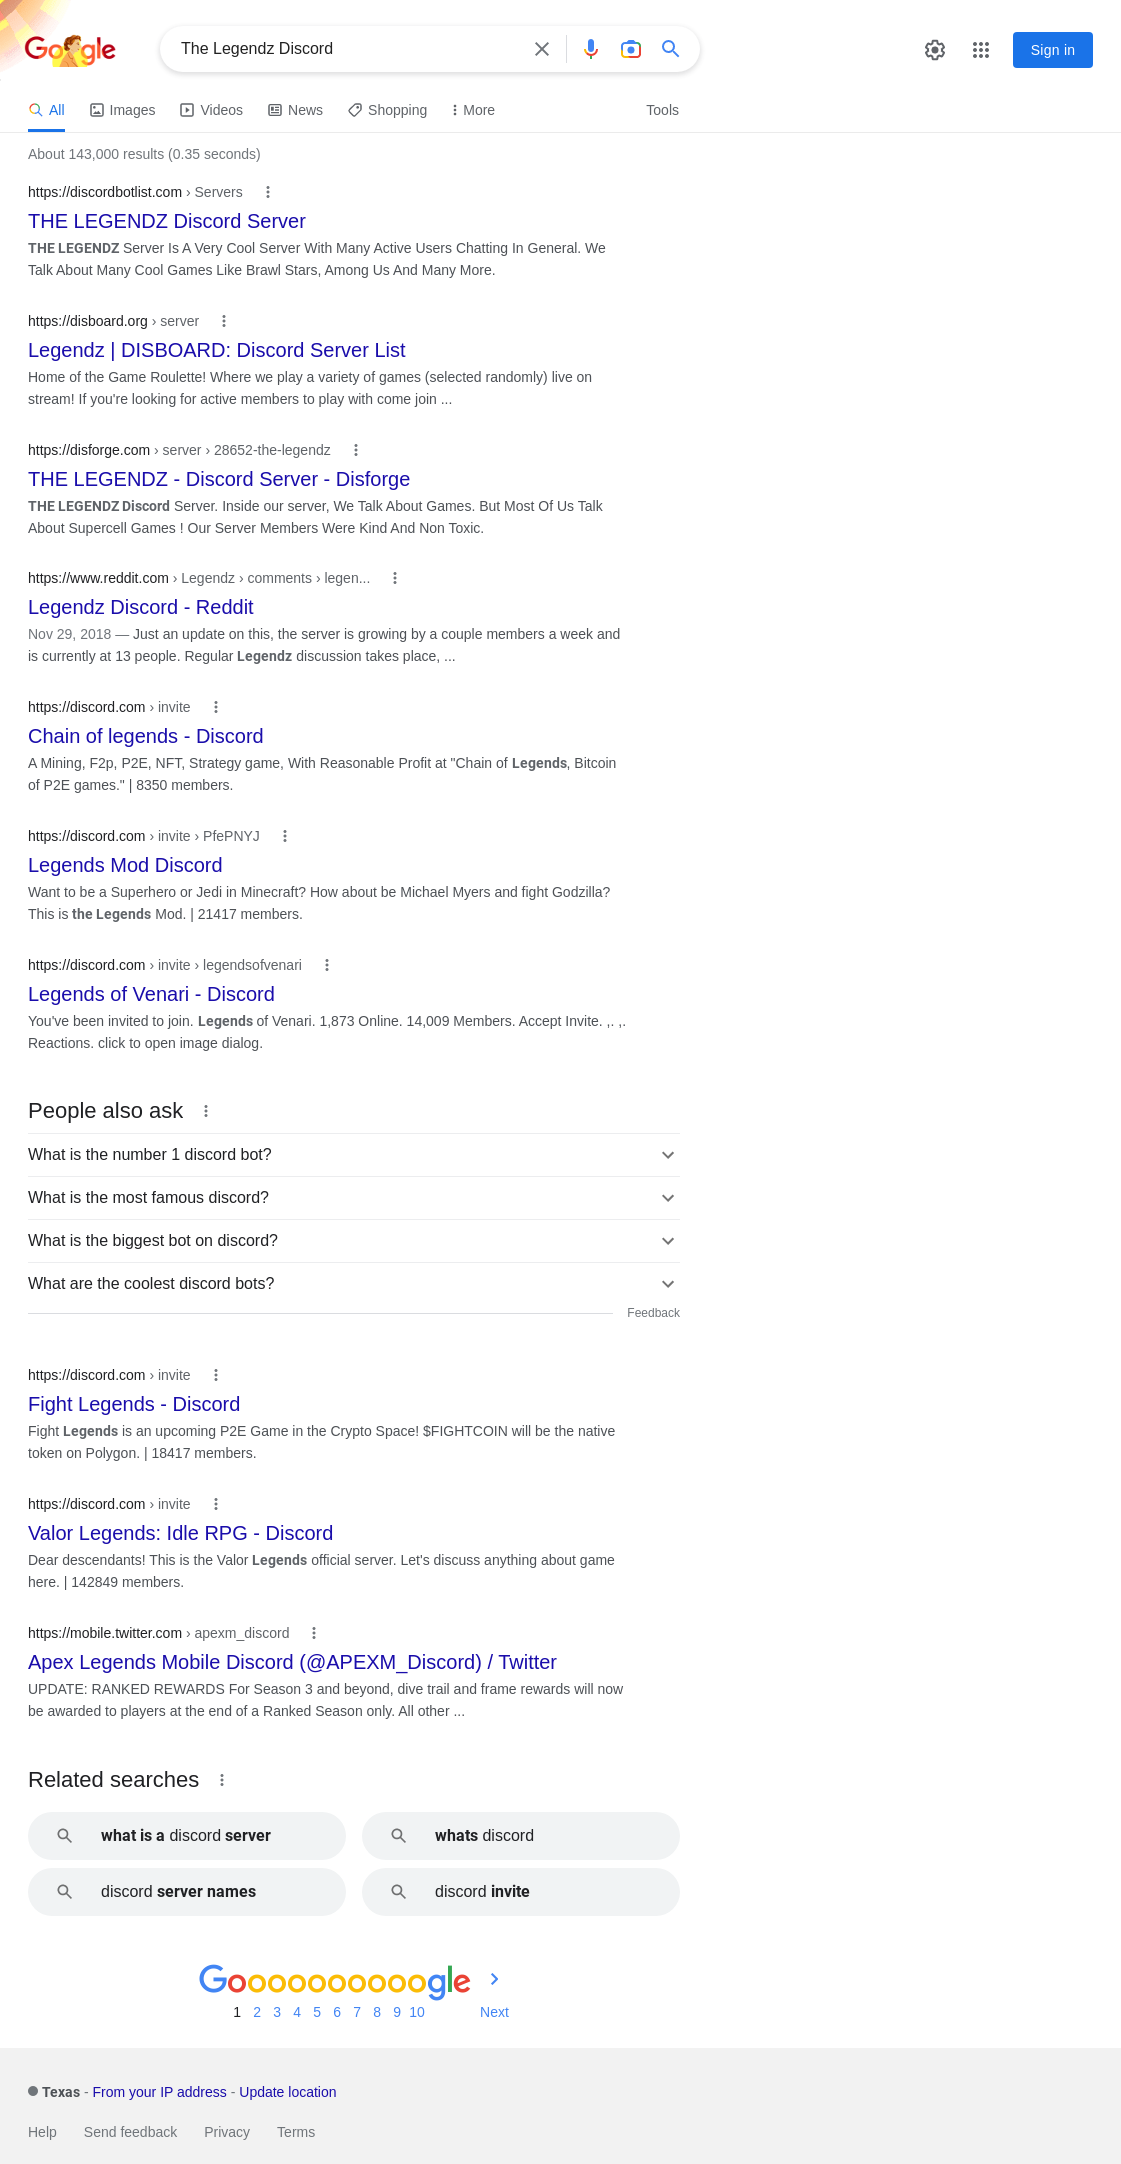 Google
The Legendz Discord
Sign in
All Images Videos News Shopping More Tools
About 143,000 results (0.35 seconds)
https://discordbotlist.com › Servers
THE LEGENDZ Discord Server
THE LEGENDZ Server Is A Very Cool Server With Many Active Users Chatting In General. We
Talk About Many Cool Games Like Brawl Stars, Among Us And Many More.
https://disboard.org › server
Legendz | DISBOARD: Discord Server List
Home of the Game Roulette! Where we play a variety of games (selected randomly) live on
stream! If you're looking for active members to play with come join ...
https://disforge.com › server › 28652-the-legendz
THE LEGENDZ - Discord Server - Disforge
THE LEGENDZ Discord Server. Inside our server, We Talk About Games. But Most Of Us Talk
About Supercell Games ! Our Server Members Were Kind And Non Toxic.
https://www.reddit.com › Legendz › comments › legen...
Legendz Discord - Reddit
Nov 29, 2018 — Just an update on this, the server is growing by a couple members a week and
is currently at 13 people. Regular Legendz discussion takes place, ...
https://discord.com › invite
Chain of legends - Discord
A Mining, F2p, P2E, NFT, Strategy game, With Reasonable Profit at "Chain of Legends, Bitcoin
of P2E games." | 8350 members.
https://discord.com › invite › PfePNYJ
Legends Mod Discord
Want to be a Superhero or Jedi in Minecraft? How about be Michael Myers and fight Godzilla?
This is the Legends Mod. | 21417 members.
https://discord.com › invite › legendsofvenari
Legends of Venari - Discord
You've been invited to join. Legends of Venari. 1,873 Online. 14,009 Members. Accept Invite. ,. ,.
Reactions. click to open image dialog.
People also ask
What is the number 1 discord bot?
What is the most famous discord?
What is the biggest bot on discord?
What are the coolest discord bots?
Feedback
https://discord.com › invite
Fight Legends - Discord
Fight Legends is an upcoming P2E Game in the Crypto Space! $FIGHTCOIN will be the native
token on Polygon. | 18417 members.
https://discord.com › invite
Valor Legends: Idle RPG - Discord
Dear descendants! This is the Valor Legends official server. Let's discuss anything about game
here. | 142849 members.
https://mobile.twitter.com › apexm_discord
Apex Legends Mobile Discord (@APEXM_Discord) / Twitter
UPDATE: RANKED REWARDS For Season 3 and beyond, dive trail and frame rewards will now
be awarded to players at the end of a Ranked Season only. All other ...
Related searches
what is a discord server
whats discord
discord server names
discord invite
Goooooooooogle
1 2 3 4 5 6 7 8 9 10 Next
Texas - From your IP address - Update location
Help Send feedback Privacy Terms